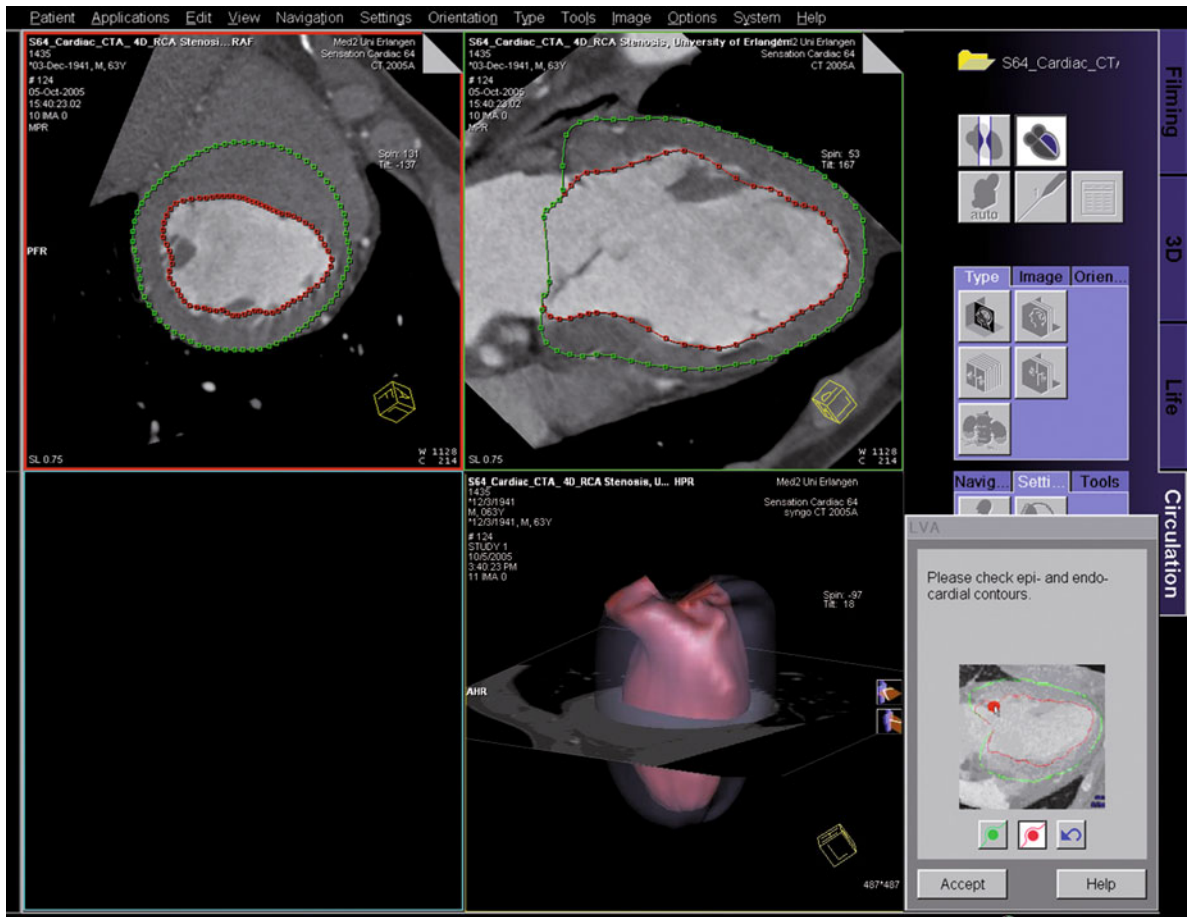 Patient Applications Edit View Navigation Settings Orientation Type Tools Image Options System Help
S64_Cardiac_CTA_ 4D_RCA Stenosi... RAF
Med2 Uni Erlangen
1435
Sensation Cardiac 64
*03-Dec-1941, M, 63Y
CT 2005A
# 124
05-Oct-2005
15:40:23.02
10 IMA 0
MPR
Spin: 131
Tilt: -137
PFR
SL 0.75
W 1128
C 214
S64_Cardiac_CTA_ 4D_RCA Stenosis, University of Erlangen
Med2 Uni Erlangen
1435
Sensation Cardiac 64
*03-Dec-1941, M, 63Y
CT 2005A
# 124
05-Oct-2005
15:40:23.02
10 IMA 0
MPR
Spin: 53
Tilt: 167
SL 0.75
W 1128
C 214
S64_Cardiac_CTA_ 4D_RCA Stenosis, U... HPR
Med2 Uni Erlangen
1435
*12/3/1941
Sensation Cardiac 64
M, 063Y
syngo CT 2005A
*12/3/1941, M, 63Y
# 124
STUDY 1
10/5/2005
3:40:23 PM
11 IMA 0
Spin: -97
Tilt: 18
AHR
487*487
S64_Cardiac_CT
auto
Type Image Orien...
Navig... Setti... Tools
Filming
3D
Life
Circulation
LVA
Please check epi- and endo-
cardial contours.
Accept Help